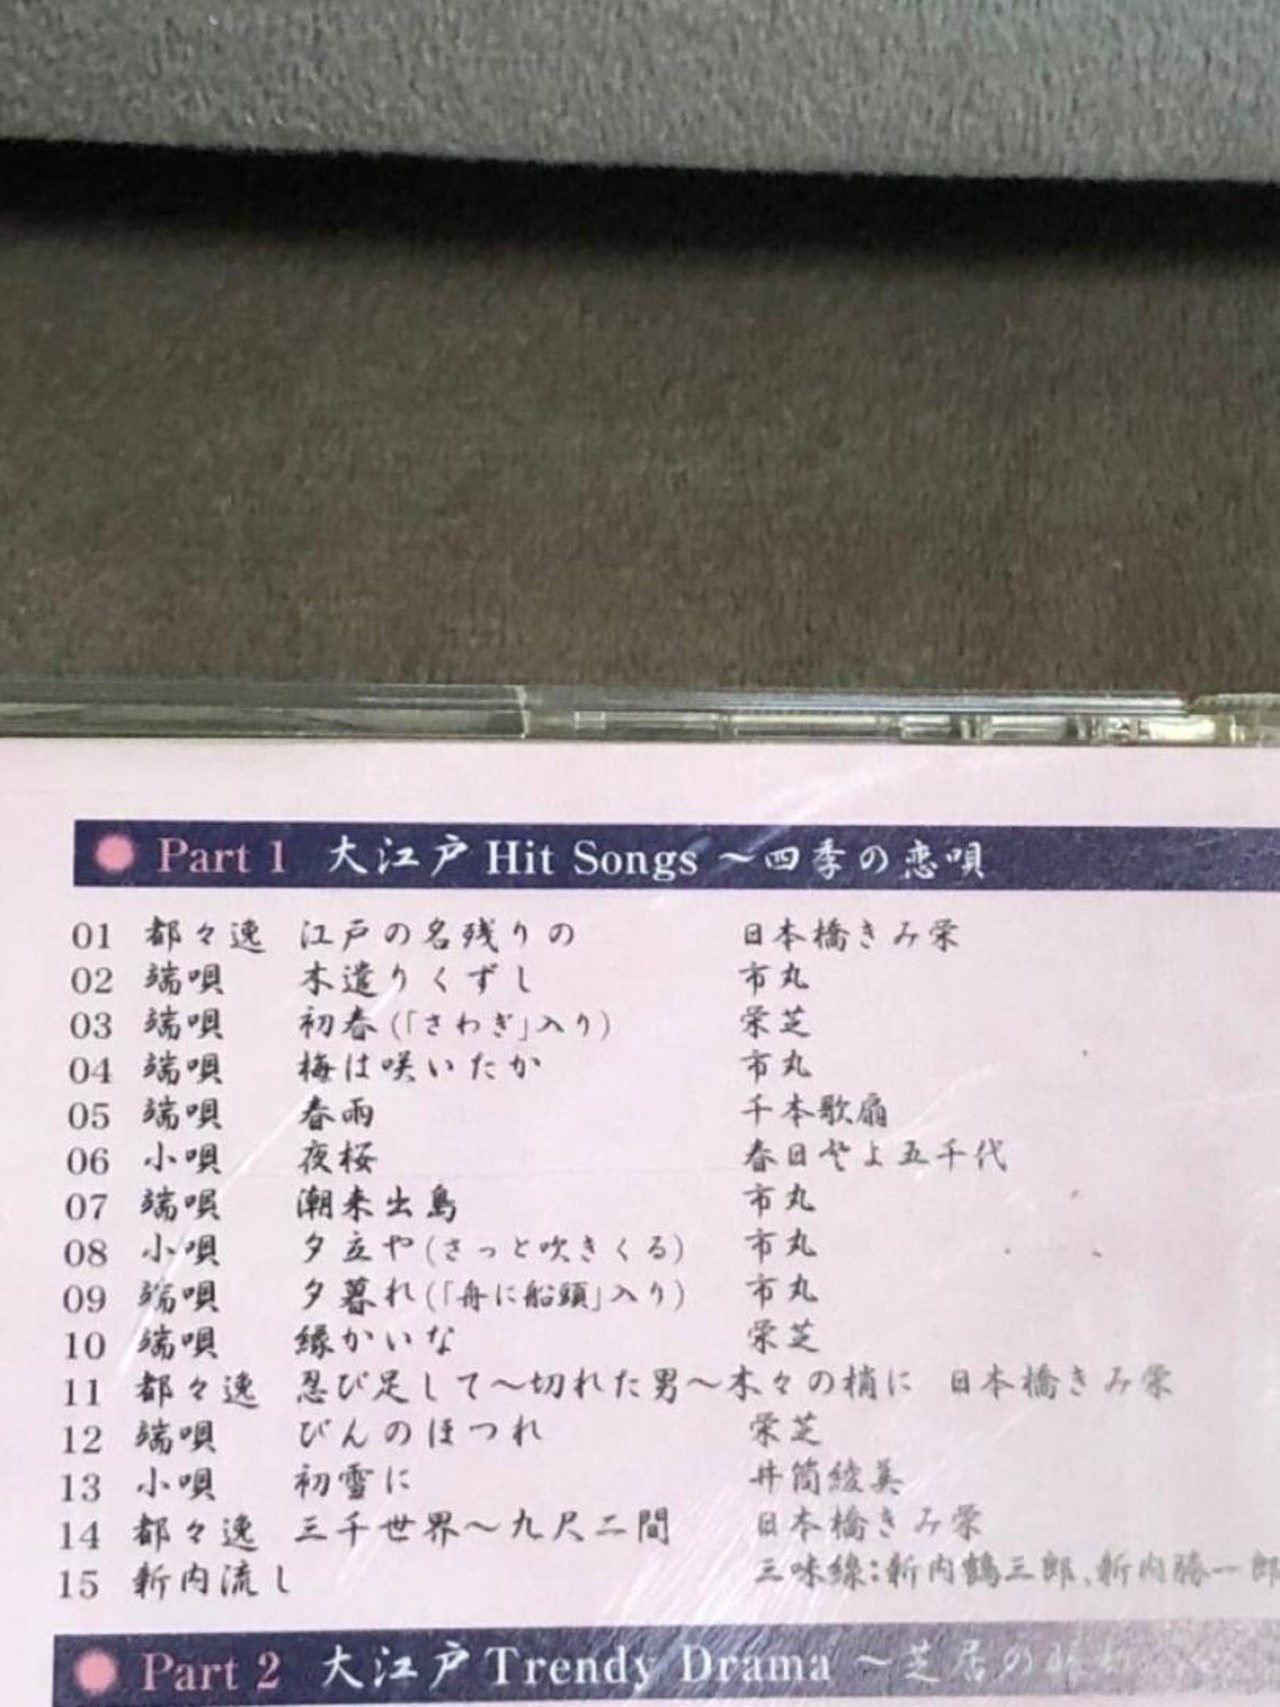 Part 1 大江戸 Hit Songs ～四季の恋唄
01 都々逸 江戸の名残りの 日本橋きみ栄
02 端唄 木遣りくずし 市丸
03 端唄 初春(「さわぎ」入り) 栄芝
04 端唄 梅は咲いたか 市丸
05 端唄 春雨 千本歌扇
06 小唄 夜桜 春日とよ五千代
07 端唄 潮来出島 市丸
08 小唄 夕立や(さっと吹きくる) 市丸
09 端唄 夕暮れ(「舟に船頭」入り) 市丸
10 端唄 縁かいな 栄芝
11 都々逸 忍び足して～切れた男～木々の梢に 日本橋きみ栄
12 端唄 びんのほつれ 栄芝
13 小唄 初雪に 井筒綾美
14 都々逸 三千世界～九尺二間 日本橋きみ栄
15 新内流し 三味線：新内鶴三郎、新内勝一郎
Part 2 大江戸 Trendy Drama ～芝居の